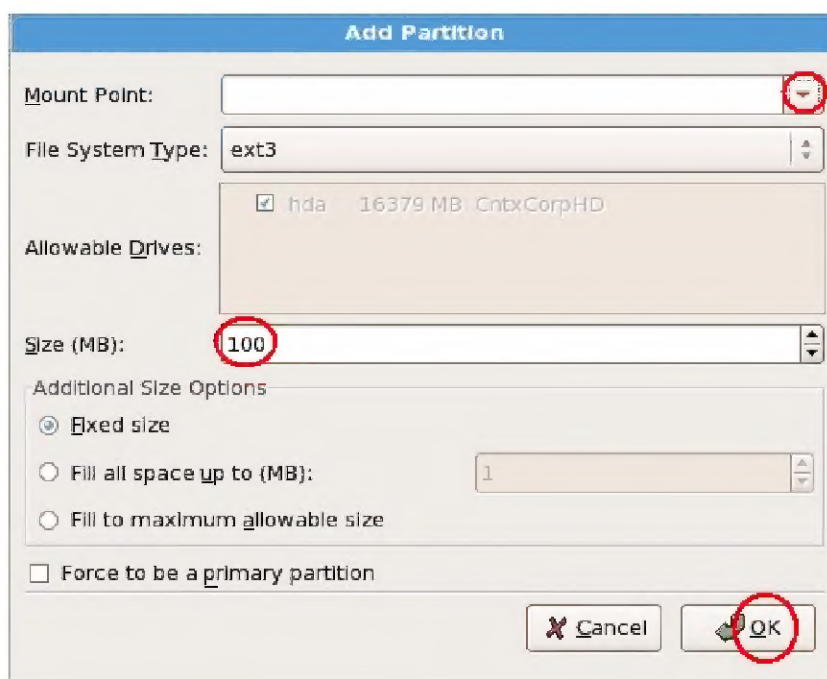 Add Partition
Mount Point:
File System Type: ext3
hda 16379 MB CntxCorpHD
Allowable Drives:
Size (MB): 100
Additional Size Options
Fixed size
Fill all space up to (MB): 1
Fill to maximum allowable size
Force to be a primary partition
Cancel OK